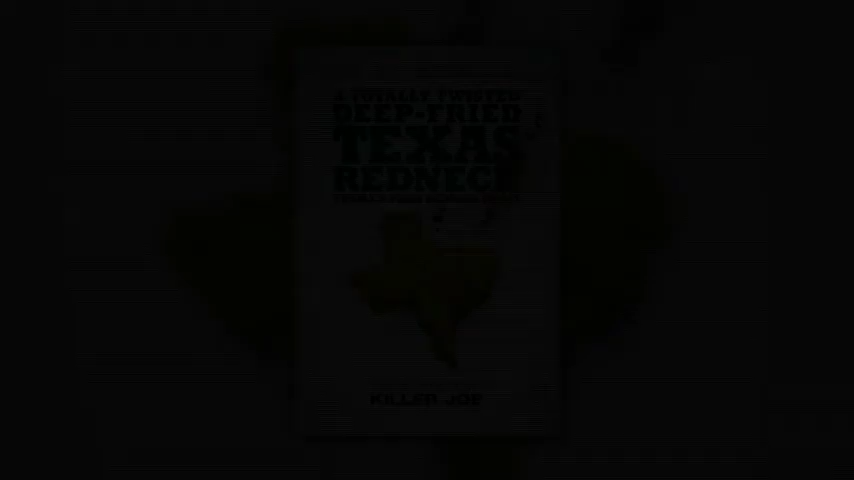 A TOTALLY TWISTED
DEEP-FRIED
TEXAS
REDNECK
KILLER JOE